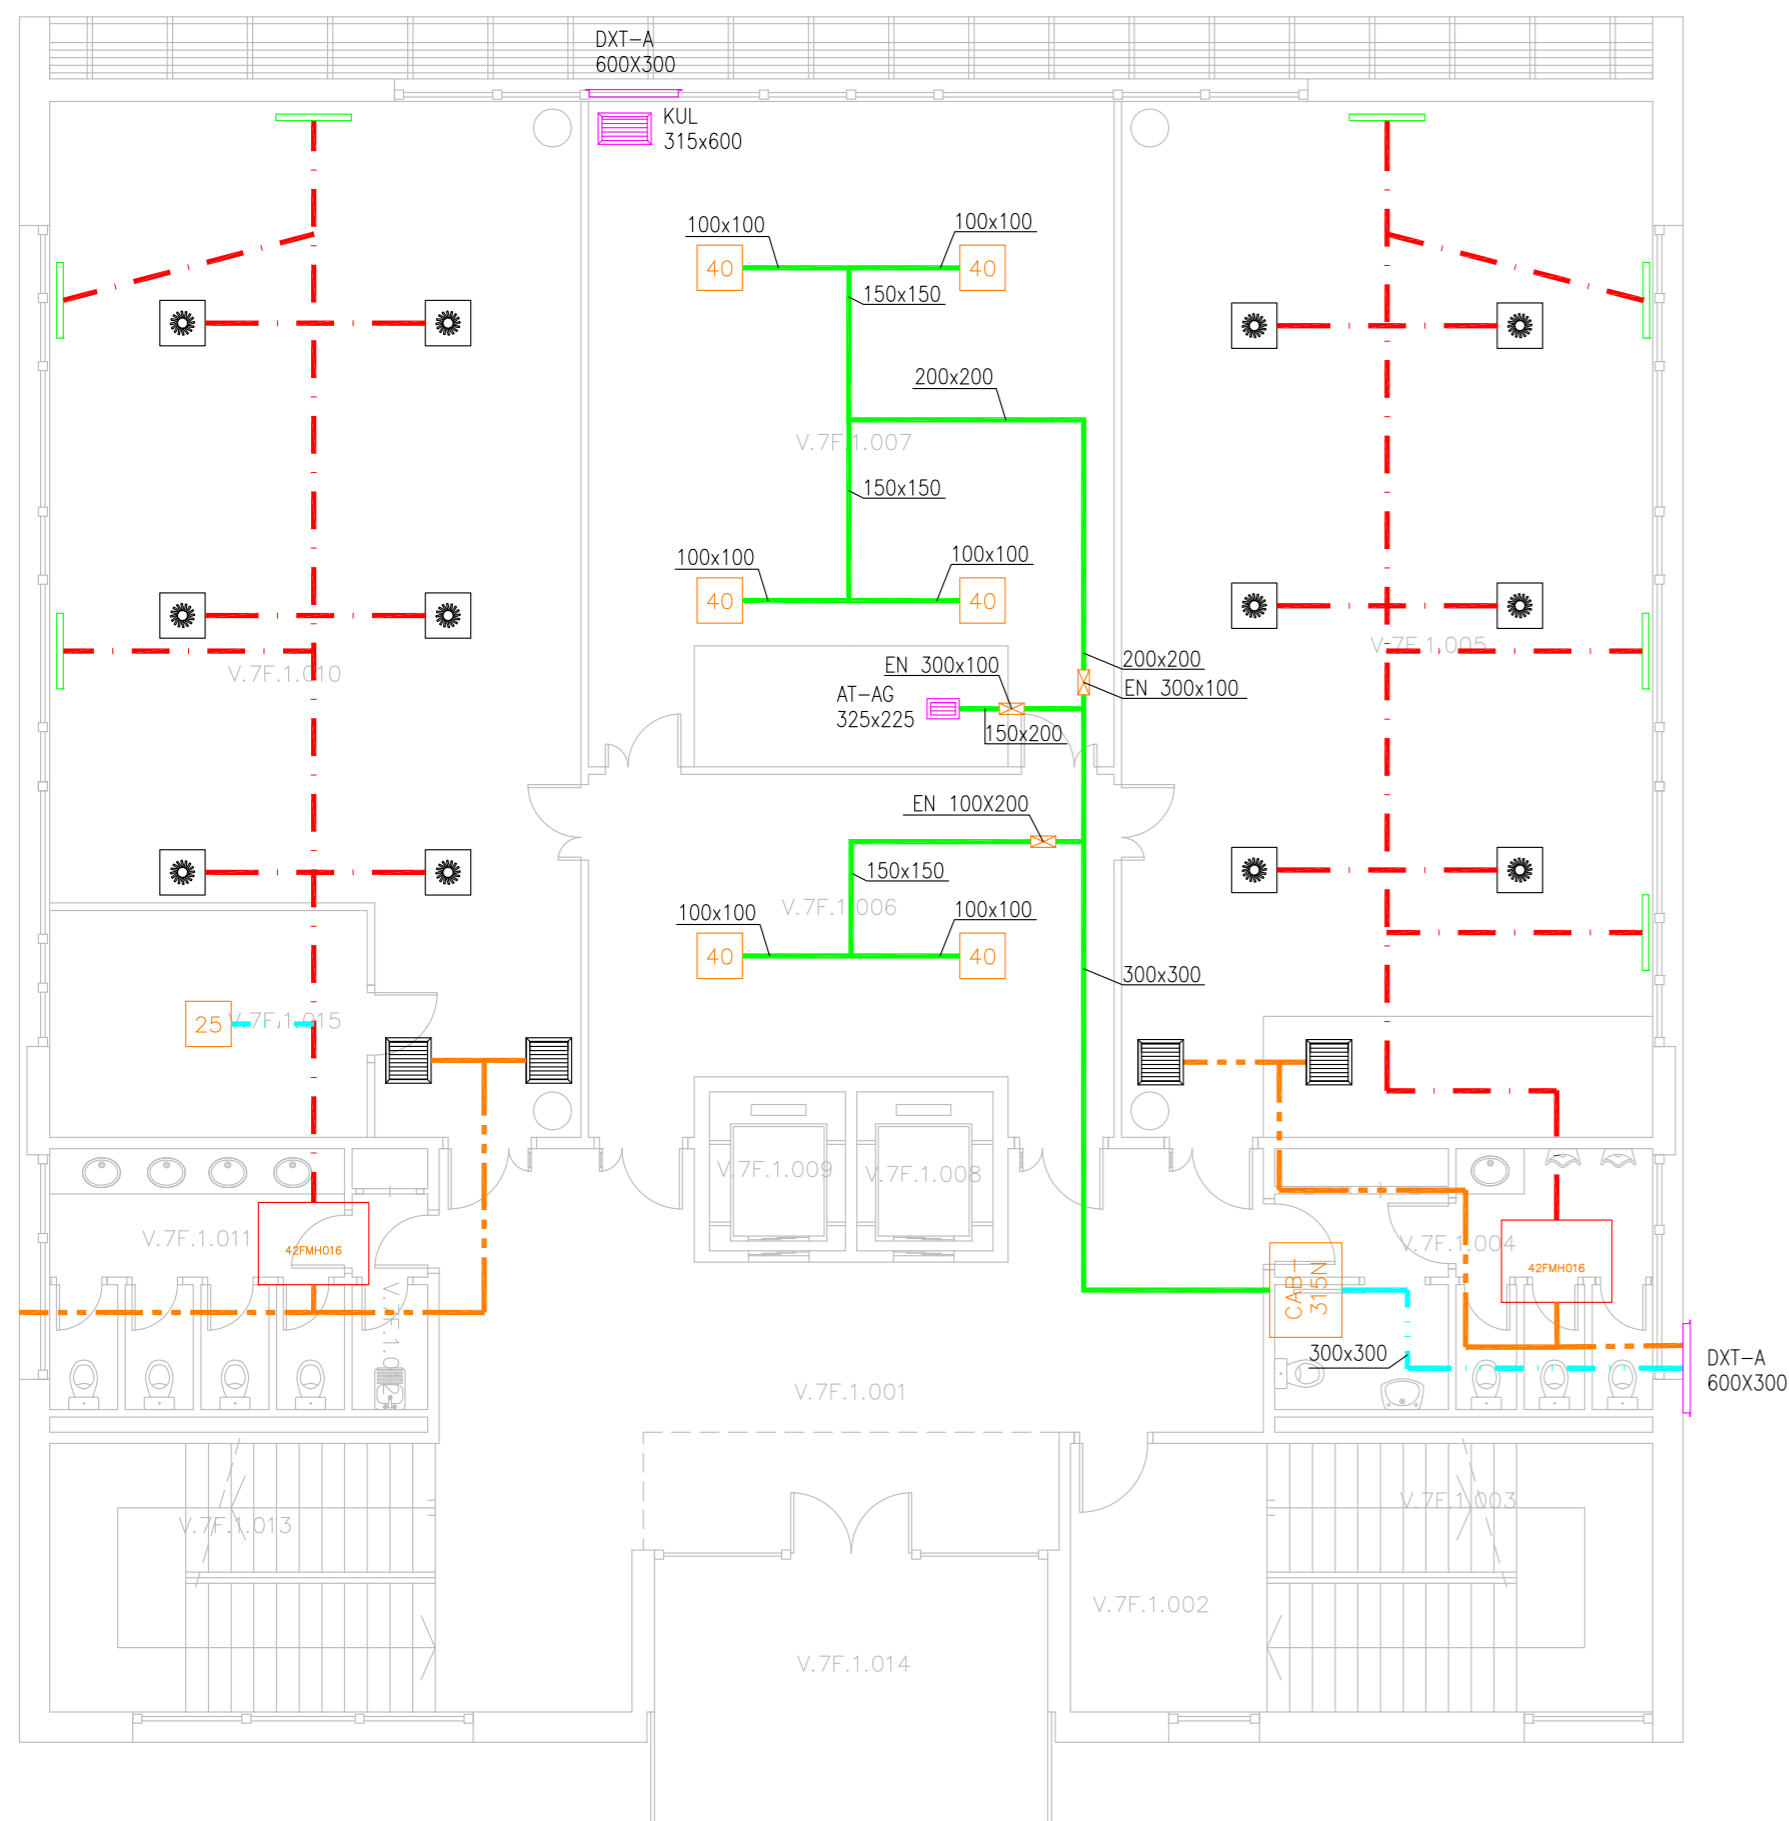 DXT-A
600X300
KUL
315x600
100x100
100x100
40
40
150x150
200x200
V.7F.1.007
150x150
100x100
100x100
40
40
V.7F.1.010
V.7F.1.005
EN 300x100
200x200
EN 300x100
AT-AG
325x225
150x200
EN 100X200
150x150
V.7F.1.006
100x100
100x100
40
40
300x300
25
V.7F.1.015
V.7F.1.009
V.7F.1.008
V.7F.1.011
42FMH016
V.7F.1.004
42FMH016
CAB-
315N
V.7F.1.
300x300
DXT-A
600X300
V.7F.1.001
V.7F.1.003
V.7F.1.013
V.7F.1.002
V.7F.1.014